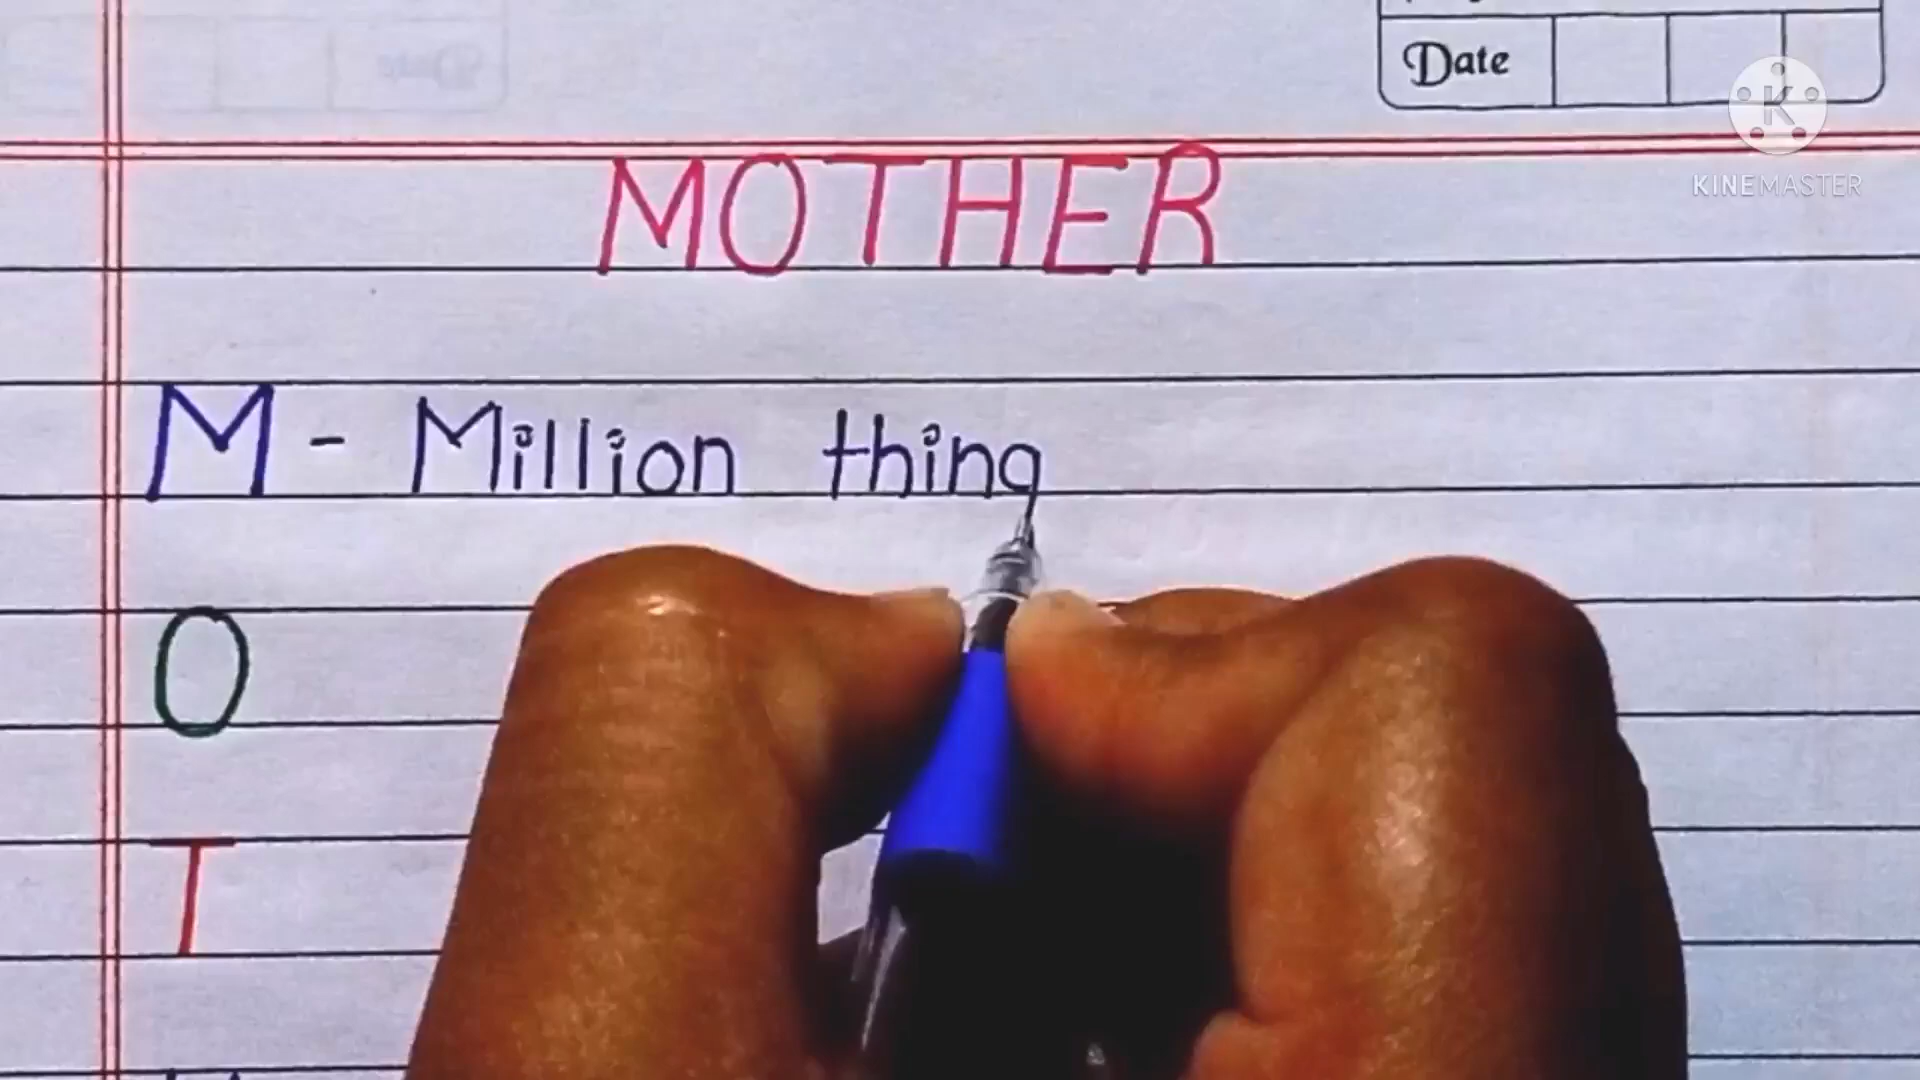 Date
KINEMASTER
MOTHER
M - Million thing
O
T